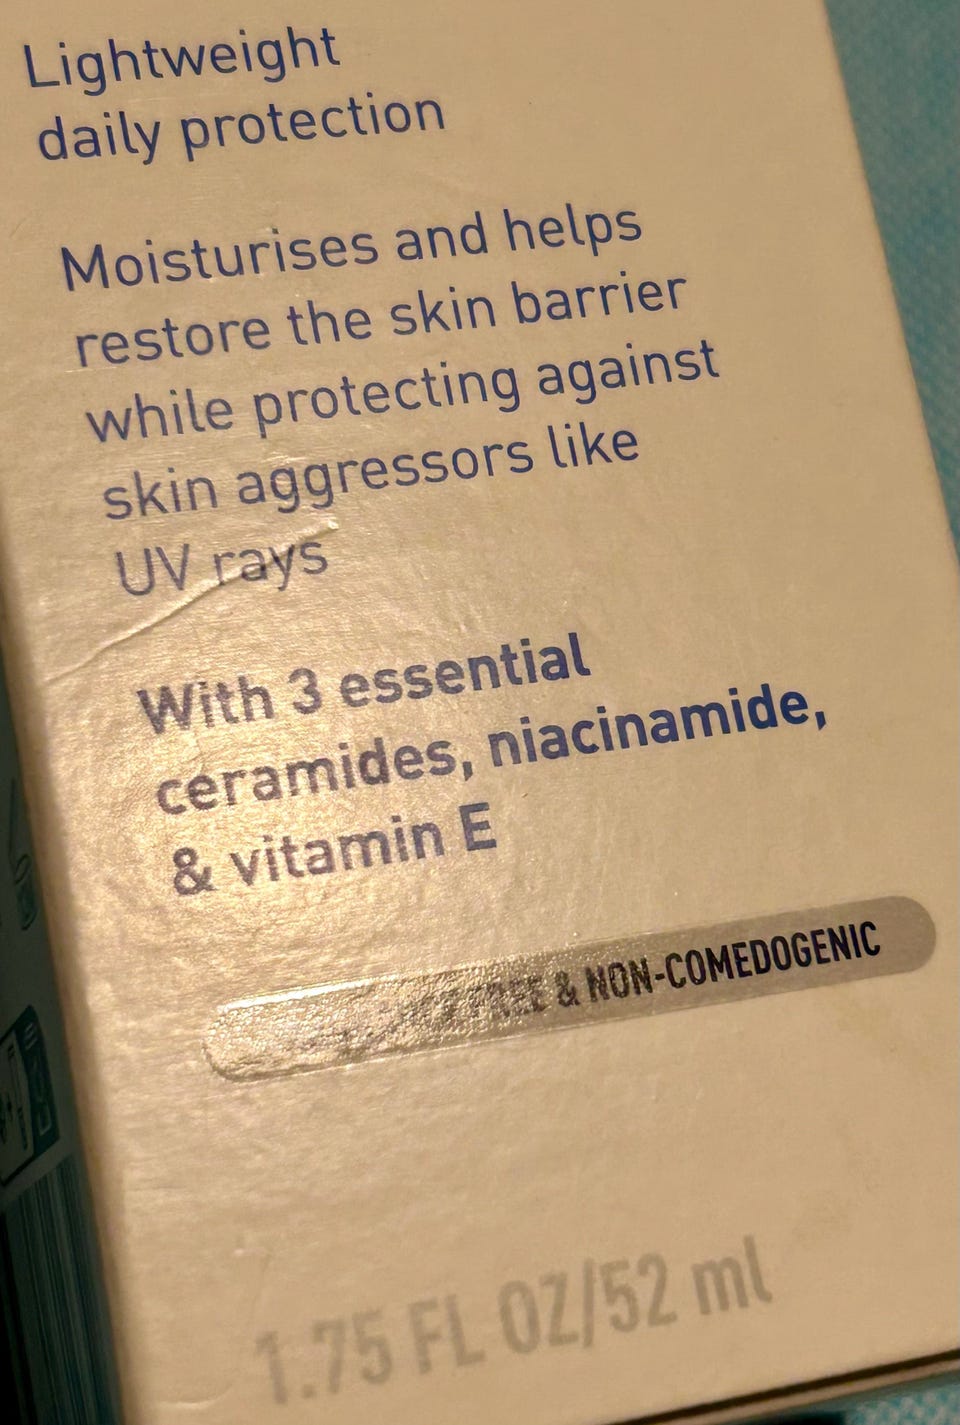 Lightweight
daily protection
Moisturises and helps
restore the skin barrier
while protecting against
skin aggressors like
UV rays
With 3 essential
ceramides, niacinamide,
& vitamin E
FREE & NON-COMEDOGENIC
1.75 FL OZ/52 ml